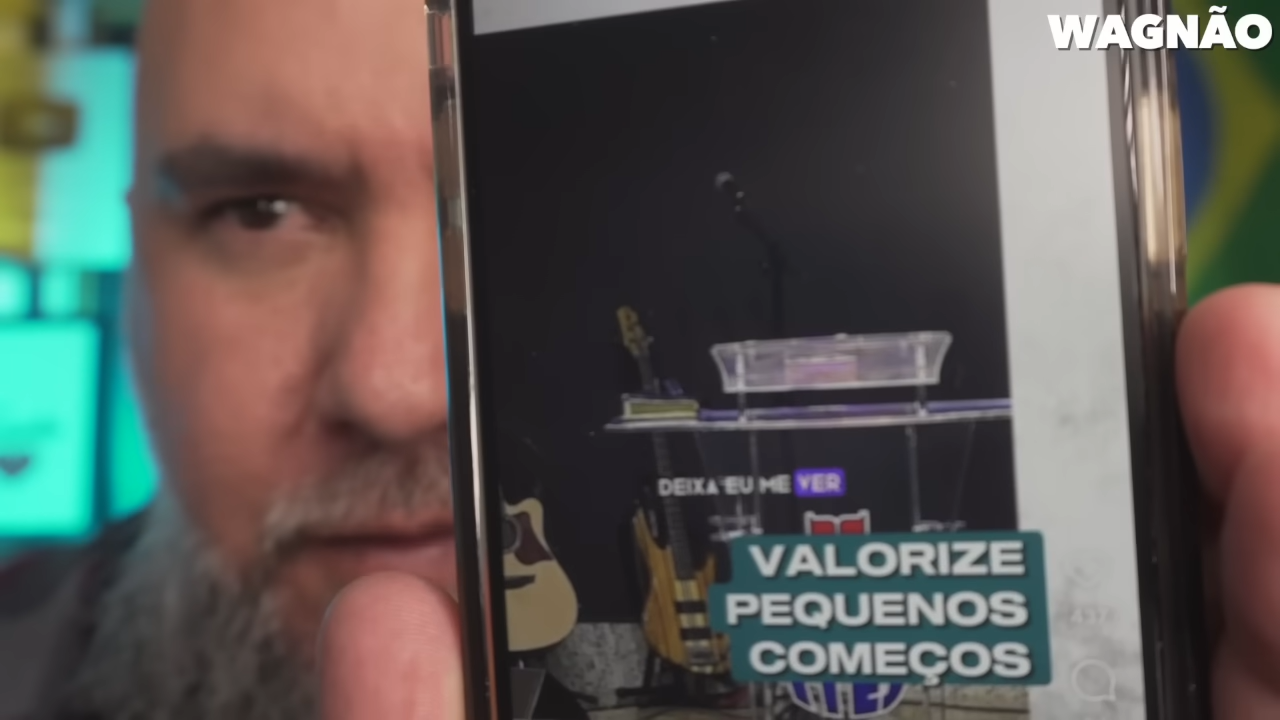 WAGNÃO
DEIXA EU ME VER
VALORIZE
PEQUENOS
COMEÇOS